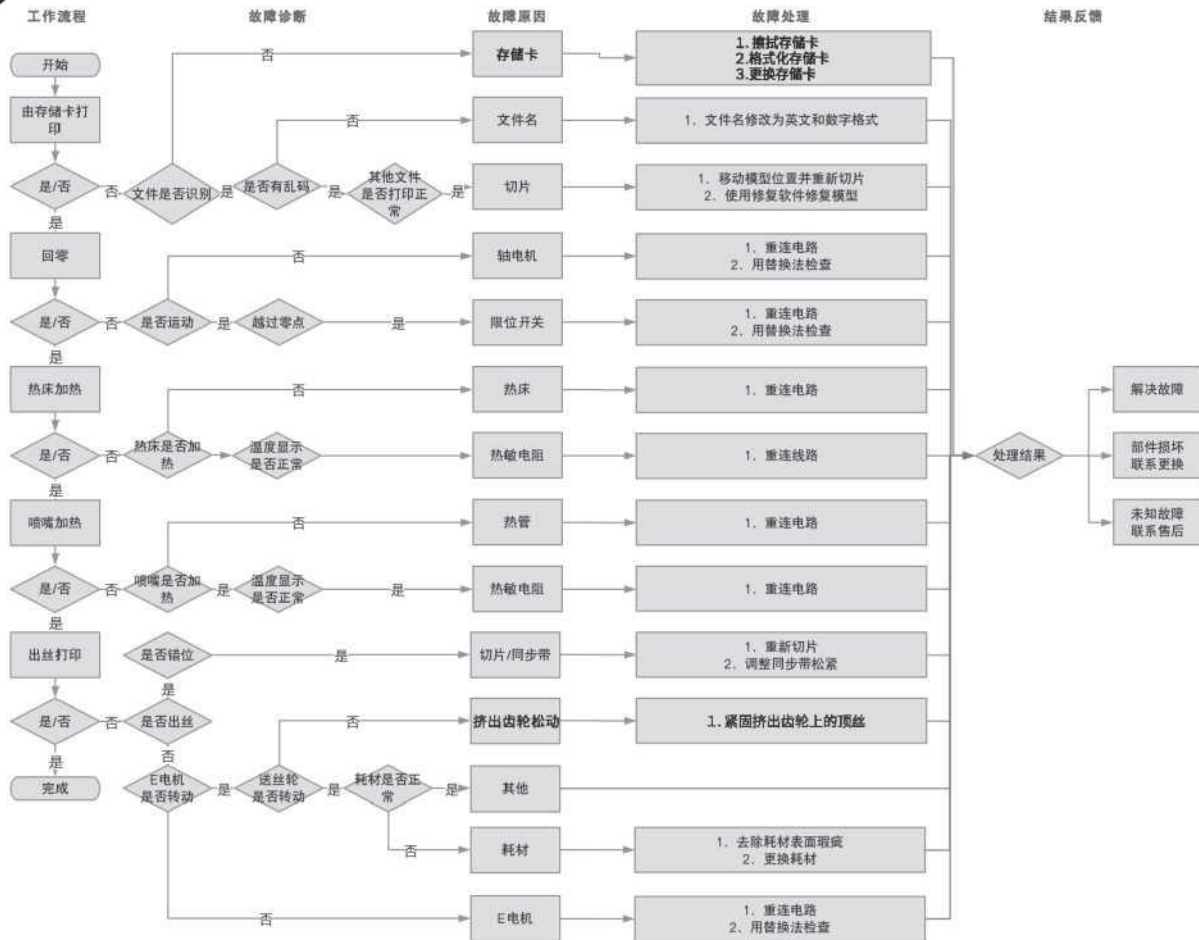 工作流程 故障诊断 故障原因 故障处理 结果反馈
开始
否
存储卡
1.擦拭存储卡
2.格式化存储卡
3.更换存储卡
由存储卡打
印
否
文件名
1. 文件名修改为英文和数字格式
是/否
否
文件是否识别
是
是否有乱码
是
其他文件
是否打印正
常
是
切片
1. 移动模型位置并重新切片
2. 使用修复软件修复模型
是
回零
否
轴电机
1. 重连电路
2. 用替换法检查
是/否
否
是否运动
是
越过零点
是
限位开关
1. 重连电路
2. 用替换法检查
是
热床加热
否
热床
1. 重连电路
解决故障
是/否
否
热床是否加
热
温度显示
是否正常
热敏电阻
1. 重连线路
处理结果
部件损坏
联系更换
是
喷嘴加热
否
热管
1. 重连电路
未知故障
联系售后
是/否
否
喷嘴是否加
热
是
温度显示
是否正常
是
热敏电阻
1. 重连电路
是
出丝打印
是否错位
是
切片/同步带
1. 重新切片
2. 调整同步带松紧
是
是/否
否
是否出丝
否
挤出齿轮松动
1.紧固挤出齿轮上的顶丝
是
否
完成
E电机
是否转动
是
送丝轮
是否转动
是
耗材是否正
常
是
其他
否
耗材
1. 去除耗材表面瑕疵
2. 更换耗材
否
E电机
1. 重连电路
2. 用替换法检查